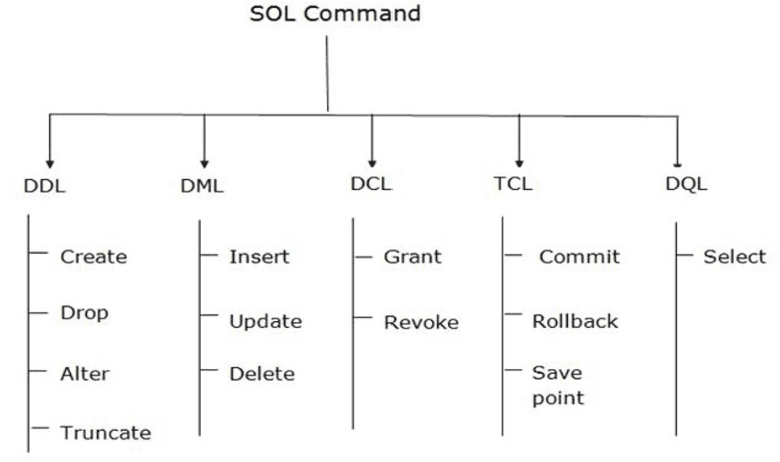 SOL Command
DDL
DML
DCL
TCL
DQL
Create
Drop
Alter
Truncate
Insert
Update
Delete
Grant
Revoke
Commit
Rollback
Save
point
Select